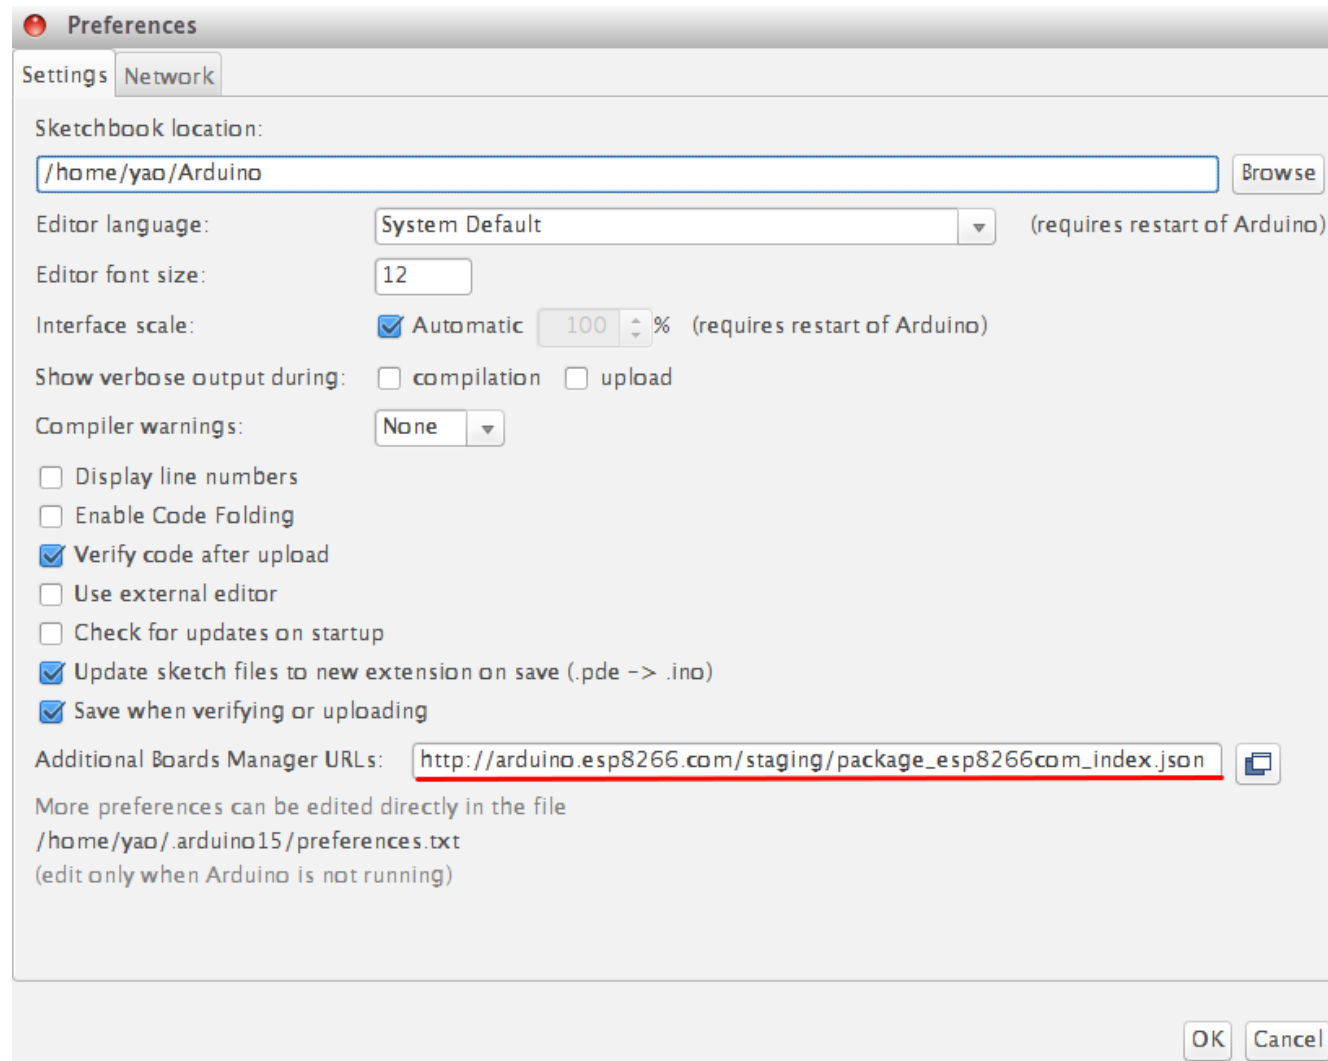 Preferences
Settings Network
Sketchbook location:
/home/yao/Arduino Browse
Editor language: System Default (requires restart of Arduino)
Editor font size: 12
Interface scale: Automatic 100 % (requires restart of Arduino)
Show verbose output during: compilation upload
Compiler warnings: None
Display line numbers
Enable Code Folding
Verify code after upload
Use external editor
Check for updates on startup
Update sketch files to new extension on save (.pde -> .ino)
Save when verifying or uploading
Additional Boards Manager URLs: http://arduino.esp8266.com/staging/package_esp8266com_index.json
More preferences can be edited directly in the file
/home/yao/.arduino15/preferences.txt
(edit only when Arduino is not running)
OK Cancel